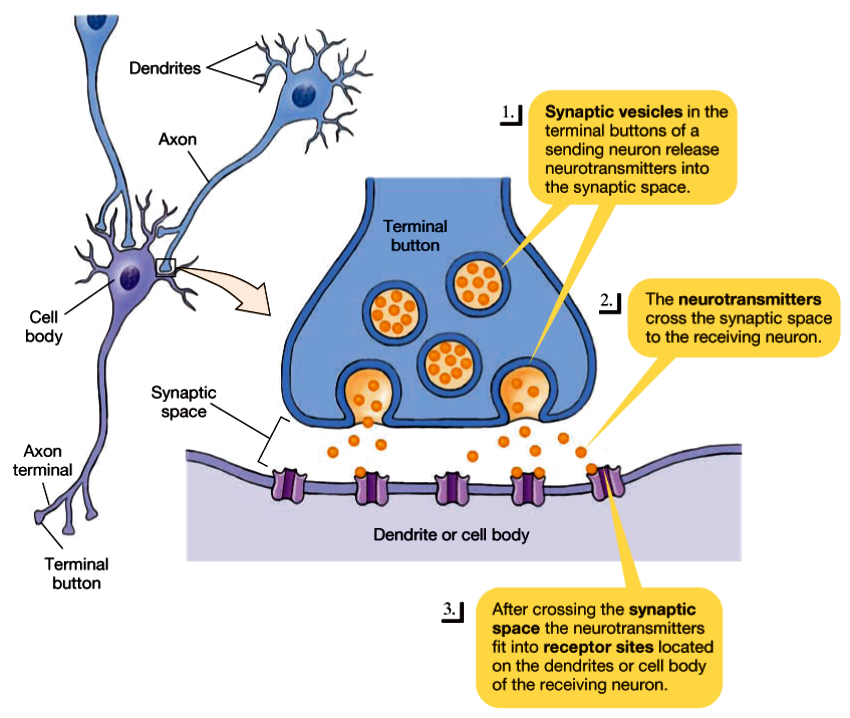 Dendrites
Axon
1.
Synaptic vesicles in the
terminal buttons of a
sending neuron release
neurotransmitters into
the synaptic space.
Terminal
button
2.
The neurotransmitters
cross the synaptic space
to the receiving neuron.
Cell
body
Synaptic
space
Axon
terminal
Terminal
button
Dendrite or cell body
3.
After crossing the synaptic
space the neurotransmitters
fit into receptor sites located
on the dendrites or cell body
of the receiving neuron.